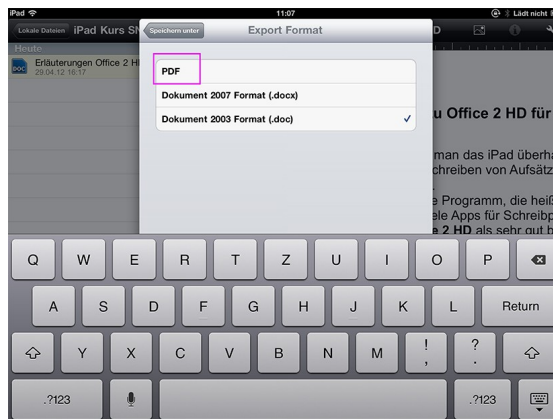 iPad 11:07 Lädt nicht
Lokale Dateien iPad Kurs Speichern unter Export Format D
Heute
Erläuterungen Office 2 H
29.04.12 16:17
DOC
PDF
Dokument 2007 Format (.docx)
Dokument 2003 Format (.doc)
u Office 2 HD für
man das iPad überha
chreiben von Aufsätz
e Programm, die heiß
ele Apps für Schreibp
e 2 HD als sehr gut b
Q W E R T Z U I O P
A S D F G H J K L Return
Y X C V B N M ! , ? .
.?123 .?123